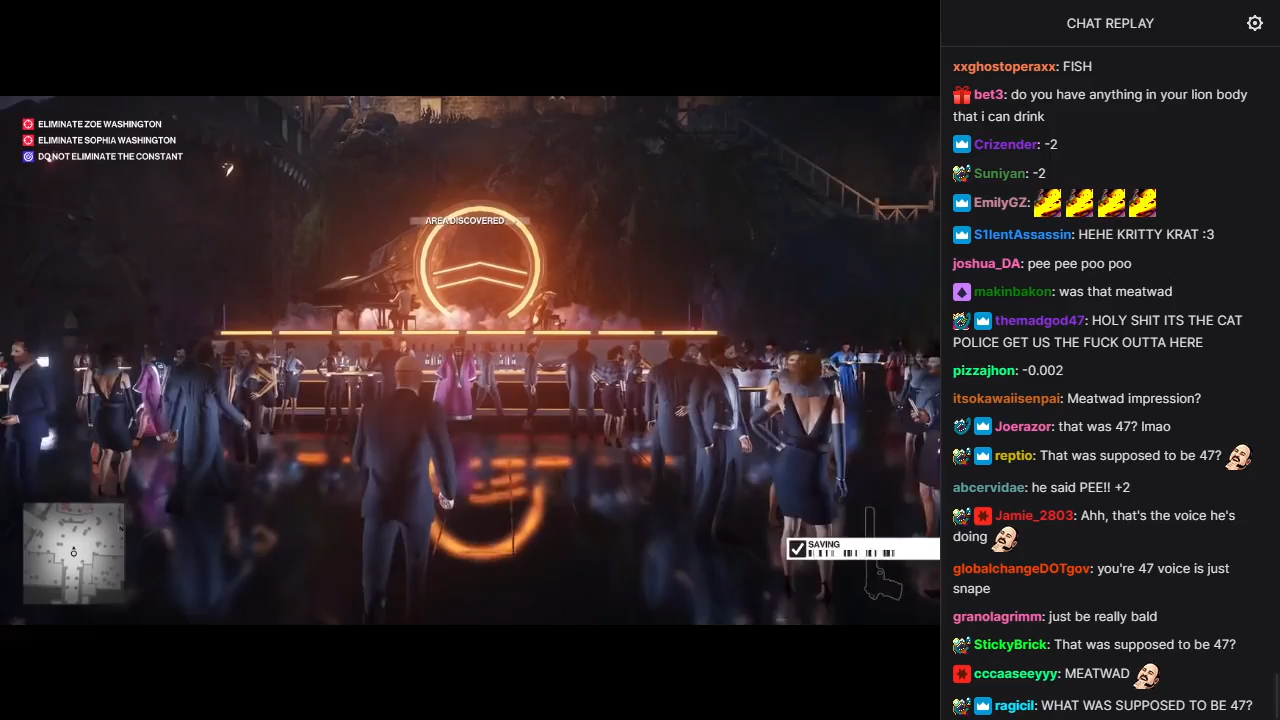 ELIMINATE ZOE WASHINGTON
ELIMINATE SOPHIA WASHINGTON
DO NOT ELIMINATE THE CONSTANT
AREA DISCOVERED
N
SAVING
CHAT REPLAY
xxghostoperaxx: FISH
bet3: do you have anything in your lion body
that i can drink
Crizender: -2
Suniyan: -2
EmilyGZ:
S1lentAssassin: HEHE KRITTY KRAT :3
joshua_DA: pee pee poo poo
makinbakon: was that meatwad
themadgod47: HOLY SHIT ITS THE CAT
POLICE GET US THE FUCK OUTTA HERE
pizzajhon: -0.002
itsokawaiisenpai: Meatwad impression?
Joerazor: that was 47? lmao
reptio: That was supposed to be 47?
abcervidae: he said PEE!! +2
Jamie_2803: Ahh, that's the voice he's
doing
globalchangeDOTgov: you're 47 voice is just
snape
granolagrimm: just be really bald
StickyBrick: That was supposed to be 47?
cccaaseeyyy: MEATWAD
ragicil: WHAT WAS SUPPOSED TO BE 47?